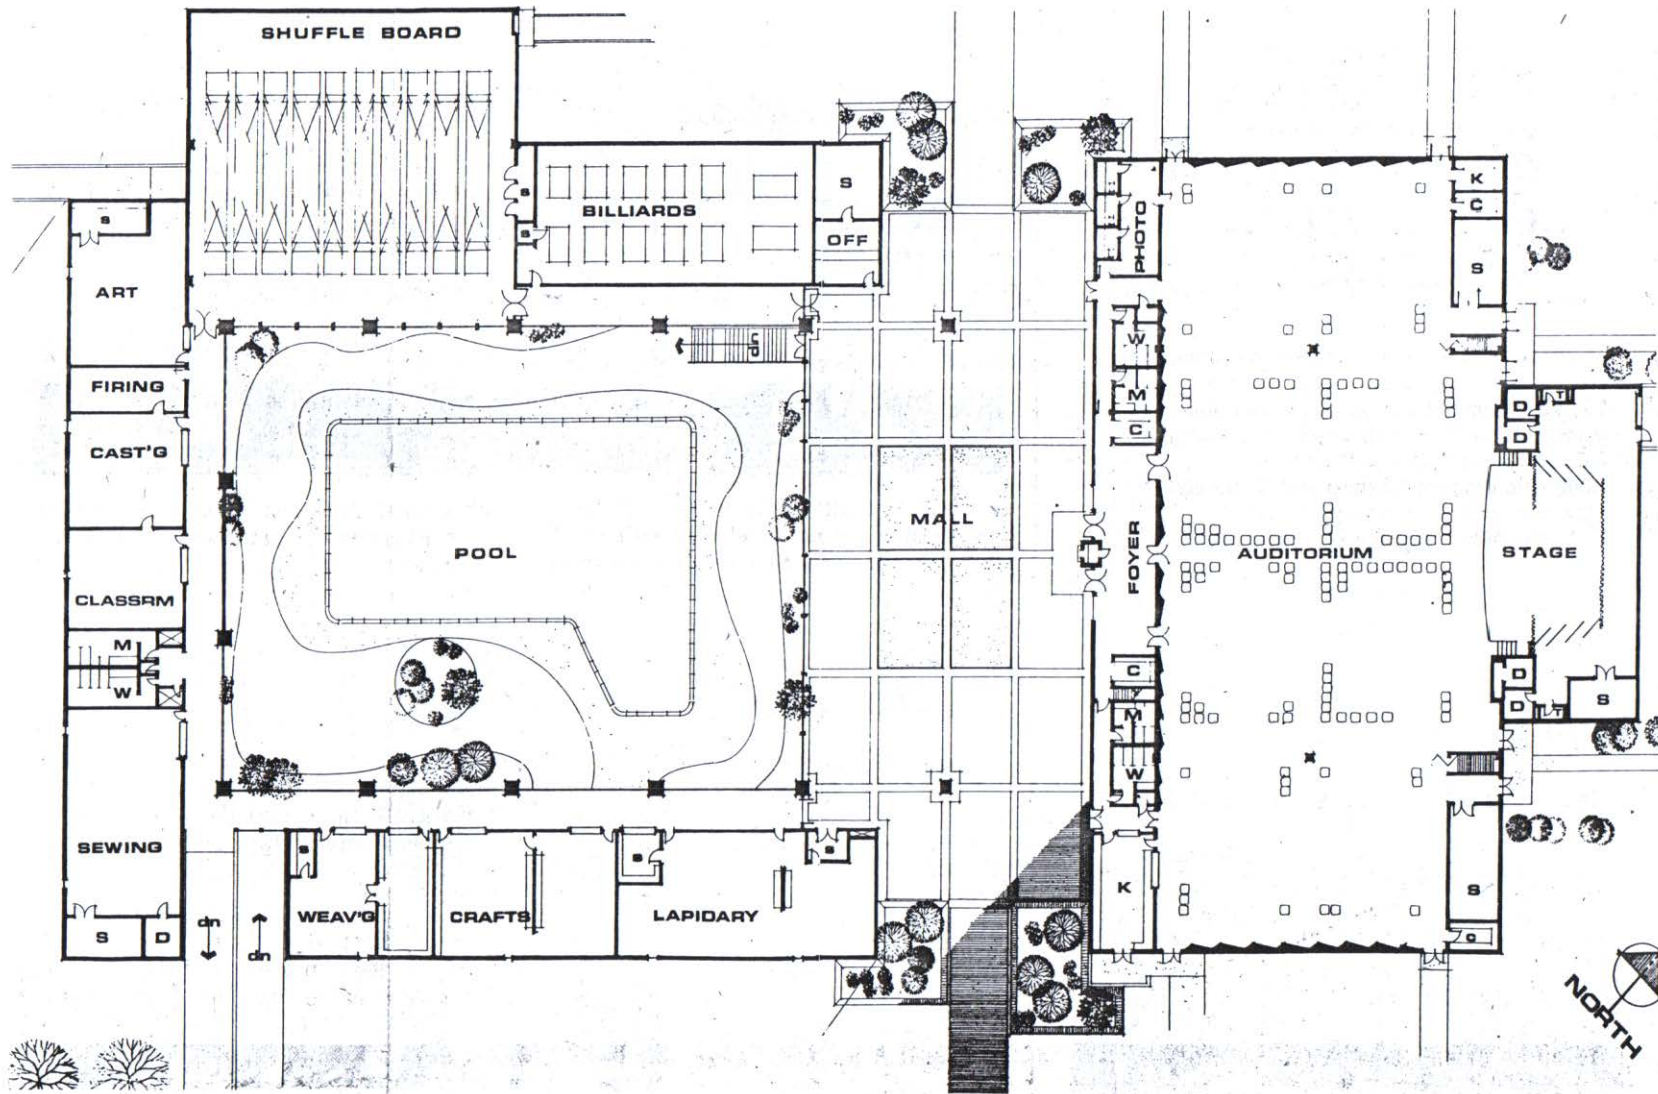 SHUFFLE BOARD
S
S
BILLIARDS
S
S
OFF
ART
FIRING
CAST'G
CLASSRM
M
W
SEWING
S
D
dn
dn
dn
POOL
MALL
S
WEAV'G
CRAFTS
S
LAPIDARY
S
PHOTO
W
M
C
FOYER
C
M
W
K
AUDITORIUM
K
C
S
D
T
D
STAGE
D
D
T
S
S
C
NORTH